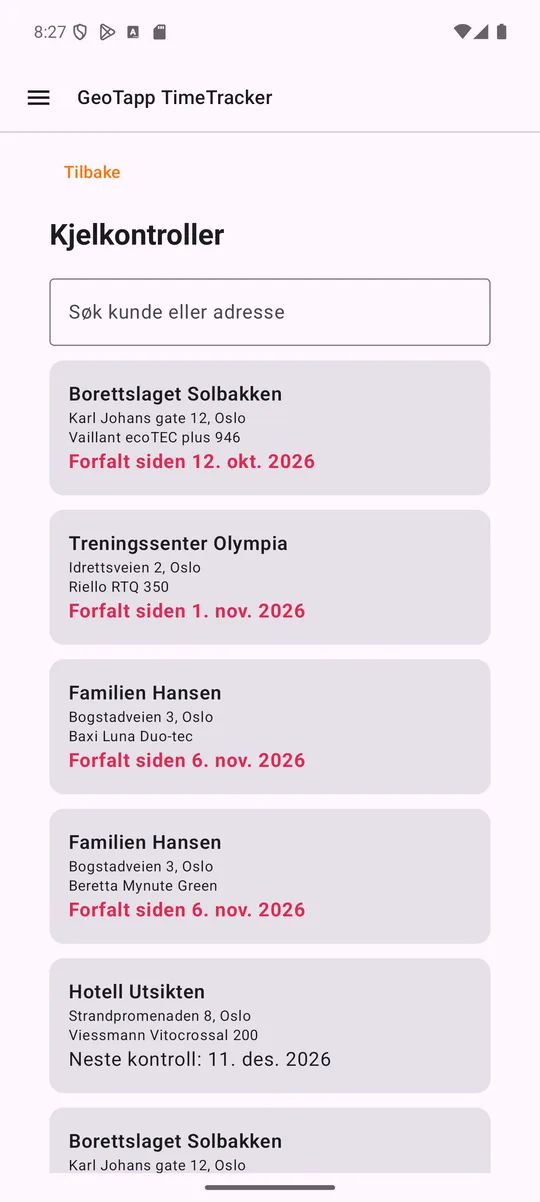 8:27
GeoTapp TimeTracker
Tilbake
Kjelkontroller
Søk kunde eller adresse
Borettslaget Solbakken
Karl Johans gate 12, Oslo
Vaillant ecoTEC plus 946
Forfalt siden 12. okt. 2026
Treningssenter Olympia
Idrettsveien 2, Oslo
Riello RTQ 350
Forfalt siden 1. nov. 2026
Familien Hansen
Bogstadveien 3, Oslo
Baxi Luna Duo-tec
Forfalt siden 6. nov. 2026
Familien Hansen
Bogstadveien 3, Oslo
Beretta Mynute Green
Forfalt siden 6. nov. 2026
Hotell Utsikten
Strandpromenaden 8, Oslo
Viessmann Vitocrossal 200
Neste kontroll: 11. des. 2026
Borettslaget Solbakken
Karl Johans gate 12, Oslo